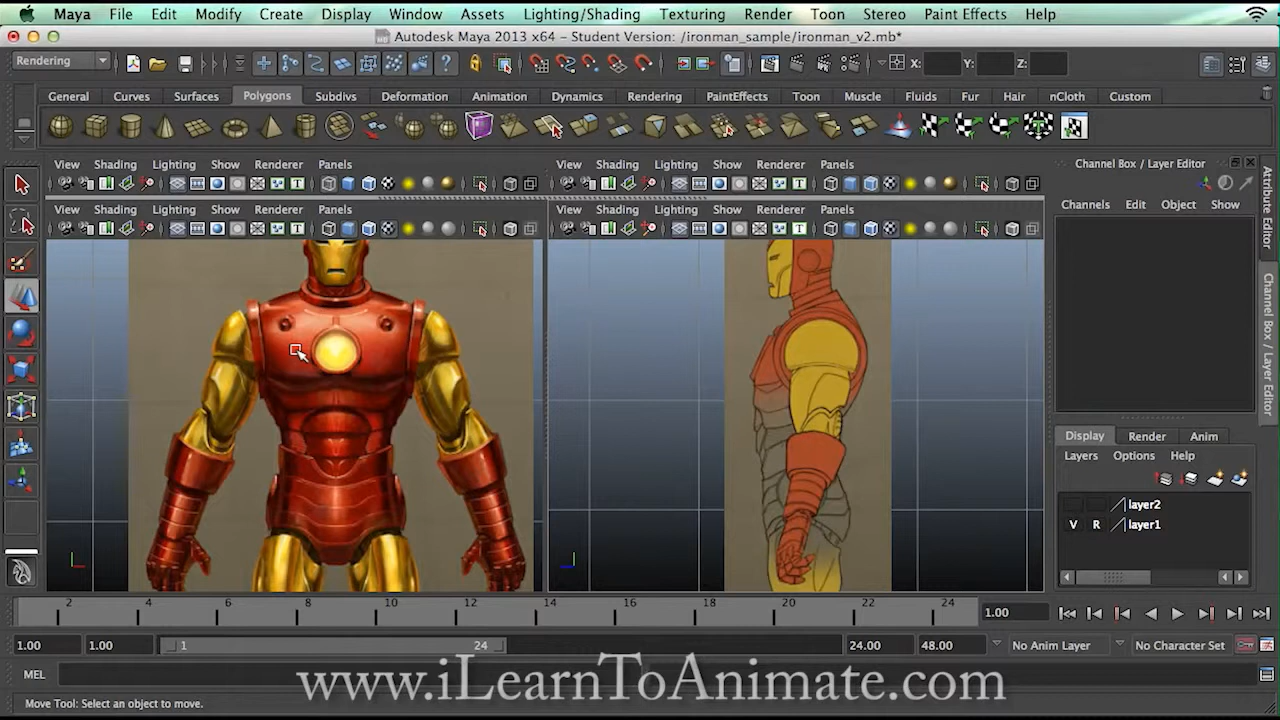 Maya File Edit Modify Create Display Window Assets Lighting/Shading Texturing Render Toon Stereo Paint Effects Help
Autodesk Maya 2013 x64 - Student Version: /ironman_sample/ironman_v2.mb*
Rendering X: Y: Z:
General Curves Surfaces Polygons Subdivs Deformation Animation Dynamics Rendering PaintEffects Toon Muscle Fluids Fur Hair nCloth Custom
View Shading Lighting Show Renderer Panels View Shading Lighting Show Renderer Panels Channel Box / Layer Editor
View Shading Lighting Show Renderer Panels View Shading Lighting Show Renderer Panels Channels Edit Object Show
Attribute Editor
Channel Box / Layer Editor
Display Render Anim
Layers Options Help
layer2
V R layer1
2 4 6 8 10 12 14 16 18 20 22 24 1.00
1.00 1.00 1 24 24.00 48.00 No Anim Layer No Character Set
MEL
www.iLearnToAnimate.com
Move Tool: Select an object to move.